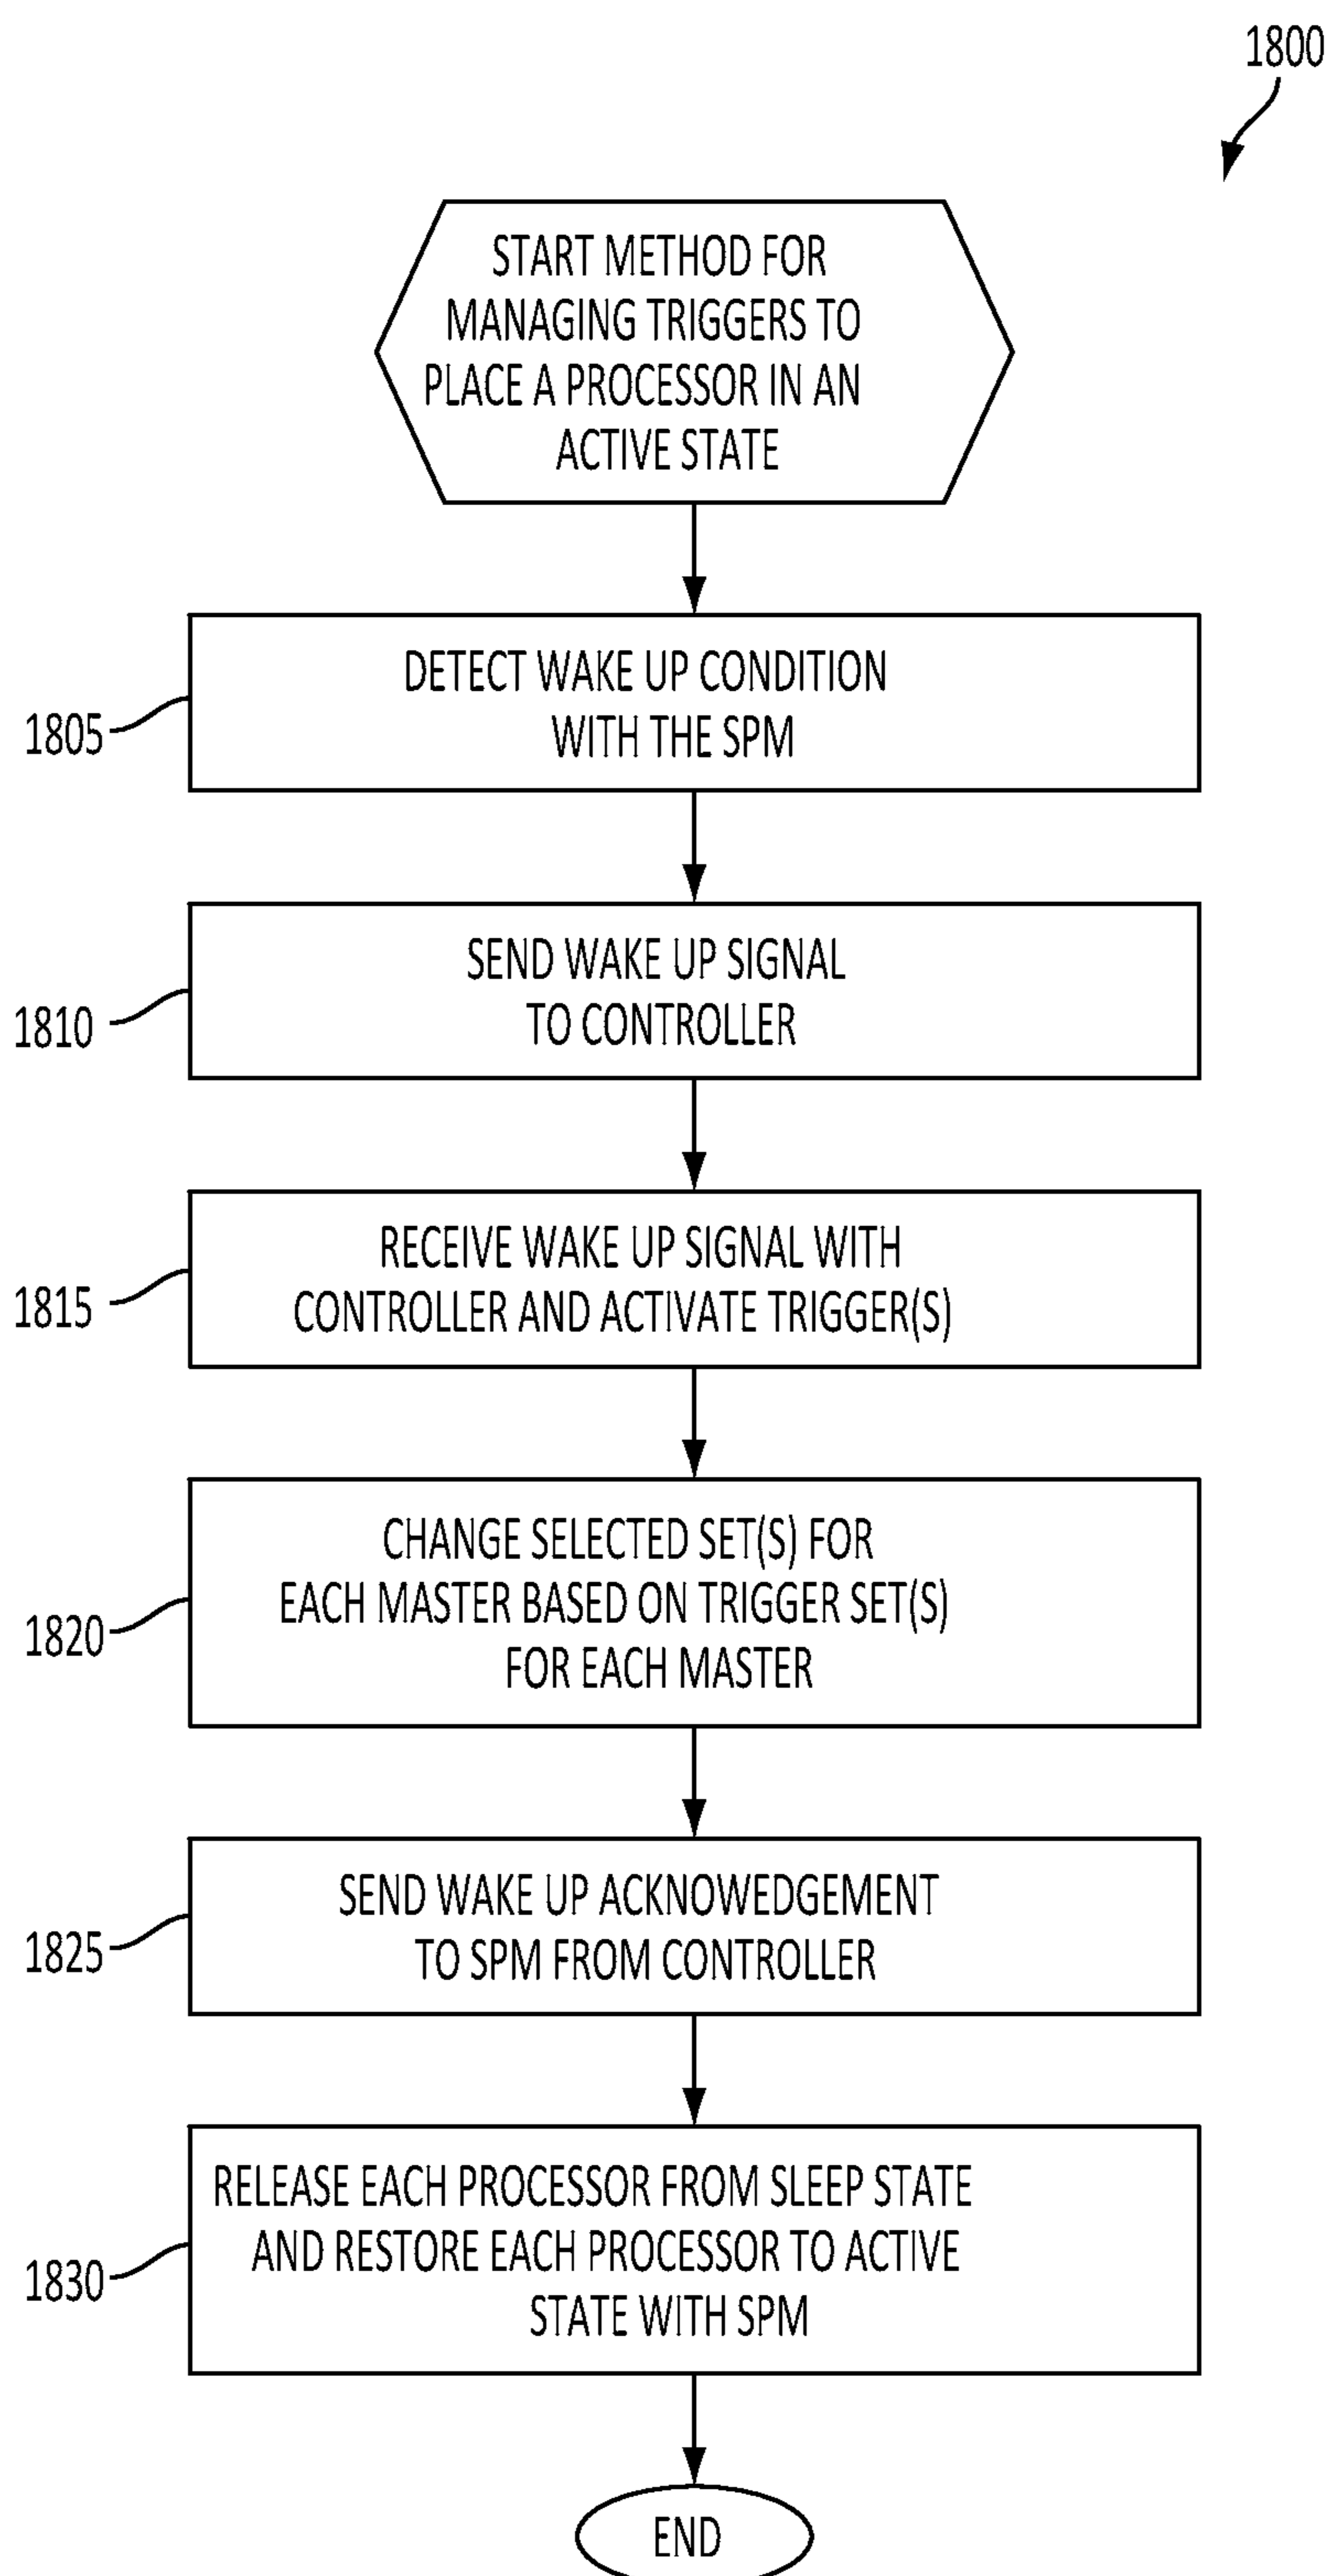 1800
START METHOD FOR
MANAGING TRIGGERS TO
PLACE A PROCESSOR IN AN
ACTIVE STATE
DETECT WAKE UP CONDITION
WITH THE SPM
1805
SEND WAKE UP SIGNAL
TO CONTROLLER
1810
RECEIVE WAKE UP SIGNAL WITH
CONTROLLER AND ACTIVATE TRIGGER(S)
1815
CHANGE SELECTED SET(S) FOR
EACH MASTER BASED ON TRIGGER SET(S)
FOR EACH MASTER
1820
SEND WAKE UP ACKNOWEDGEMENT
TO SPM FROM CONTROLLER
1825
RELEASE EACH PROCESSOR FROM SLEEP STATE
AND RESTORE EACH PROCESSOR TO ACTIVE
STATE WITH SPM
1830
END